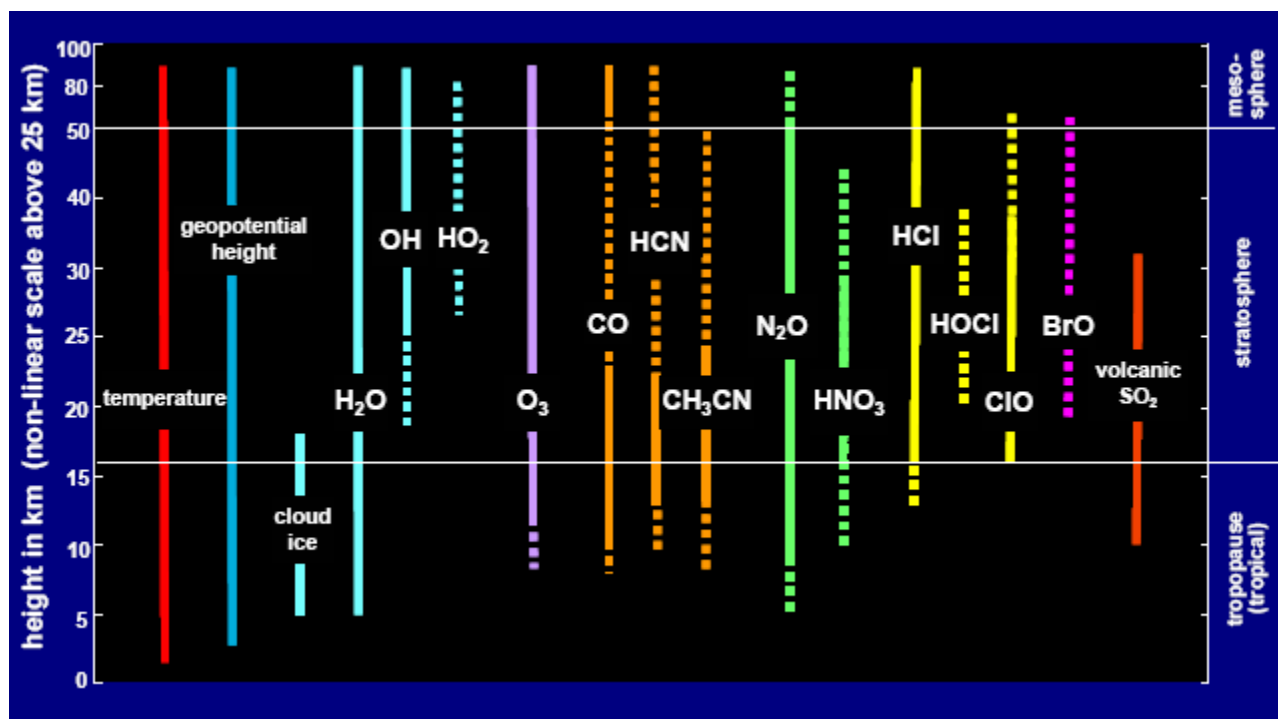 height in km (non-linear scale above 25 km)
100
80
50
40
30
25
20
15
10
5
0
temperature
geopotential
height
cloud
ice
H₂O
OH
HO₂
O₃
CO
HCN
CH₃CN
N₂O
HNO₃
HCl
HOCl
ClO
BrO
volcanic
SO₂
meso-
sphere
stratosphere
tropopause
(tropical)